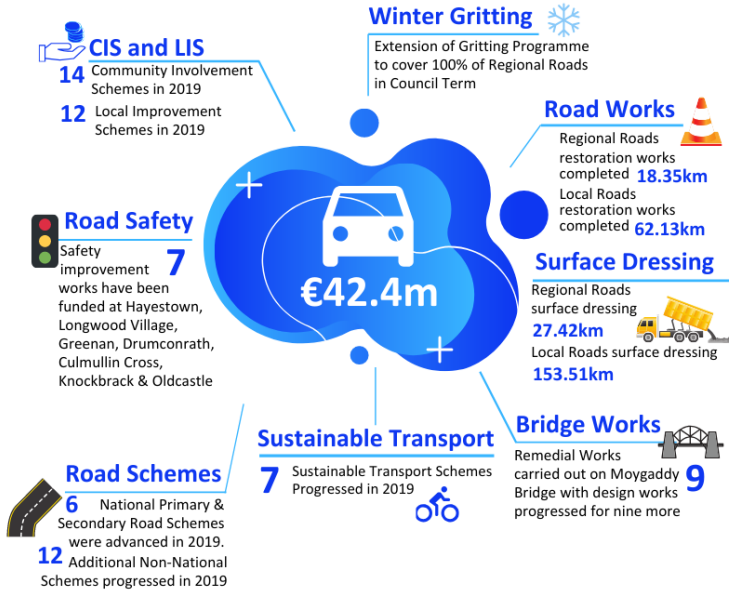 Winter Gritting
Extension of Gritting Programme
to cover 100% of Regional Roads
in Council Term
CIS and LIS
14 Community Involvement
Schemes in 2019
12 Local Improvement
Schemes in 2019
Road Works
Regional Roads
restoration works
completed 18.35km
Local Roads
restoration works
completed 62.13km
Road Safety
Safety
improvement 7
works have been
funded at Hayestown,
Longwood Village,
Greenan, Drumconrath,
Culmullin Cross,
Knockbrack & Oldcastle
€42.4m
Surface Dressing
Regional Roads
surface dressing
27.42km
Local Roads surface dressing
153.51km
Bridge Works
Remedial Works
carried out on Moygaddy 9
Bridge with design works
progressed for nine more
Sustainable Transport
7 Sustainable Transport Schemes
Progressed in 2019
Road Schemes
6 National Primary &
Secondary Road Schemes
were advanced in 2019.
12 Additional Non-National
Schemes progressed in 2019